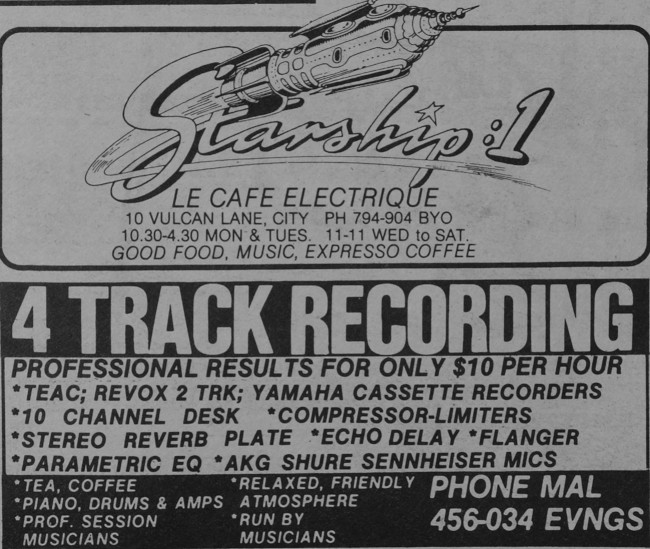 Starship:1
LE CAFE ELECTRIQUE
10 VULCAN LANE, CITY PH 794-904 BYO
10.30-4.30 MON & TUES. 11-11 WED to SAT.
GOOD FOOD, MUSIC, EXPRESSO COFFEE
4 TRACK RECORDING
PROFESSIONAL RESULTS FOR ONLY $10 PER HOUR
*TEAC; REVOX 2 TRK; YAMAHA CASSETTE RECORDERS
*10 CHANNEL DESK *COMPRESSOR-LIMITERS
*STEREO REVERB PLATE *ECHO DELAY *FLANGER
*PARAMETRIC EQ *AKG SHURE SENNHEISER MICS
*TEA, COFFEE
*PIANO, DRUMS & AMPS
*PROF. SESSION
MUSICIANS
*RELAXED, FRIENDLY
ATMOSPHERE
*RUN BY
MUSICIANS
PHONE MAL
456-034 EVNGS